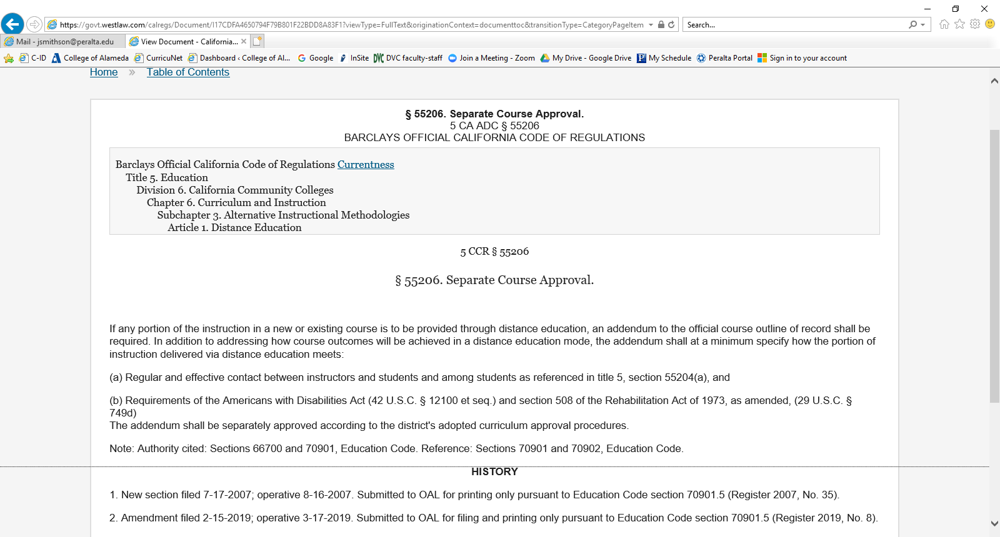 https://govt.westlaw.com/calregs/Document/I17CDFA4650794F79B801F22BDD8A83F1?viewType=FullText&originationContext=documenttoc&transitionType=CategoryPageItem
Search...
Mail - jsmithson@peralta.edu
View Document - California...
C-ID
College of Alameda
CurricuNet
Dashboard ‹ College of Al...
Google
InSite
DVC DVC faculty-staff
Join a Meeting - Zoom
My Drive - Google Drive
P My Schedule
Peralta Portal
Sign in to your account
Home » Table of Contents
§ 55206. Separate Course Approval.
5 CA ADC § 55206
BARCLAYS OFFICIAL CALIFORNIA CODE OF REGULATIONS
Barclays Official California Code of Regulations Currentness
Title 5. Education
Division 6. California Community Colleges
Chapter 6. Curriculum and Instruction
Subchapter 3. Alternative Instructional Methodologies
Article 1. Distance Education
5 CCR § 55206
§ 55206. Separate Course Approval.
If any portion of the instruction in a new or existing course is to be provided through distance education, an addendum to the official course outline of record shall be
required. In addition to addressing how course outcomes will be achieved in a distance education mode, the addendum shall at a minimum specify how the portion of
instruction delivered via distance education meets:
(a) Regular and effective contact between instructors and students and among students as referenced in title 5, section 55204(a), and
(b) Requirements of the Americans with Disabilities Act (42 U.S.C. § 12100 et seq.) and section 508 of the Rehabilitation Act of 1973, as amended, (29 U.S.C. §
749d)
The addendum shall be separately approved according to the district's adopted curriculum approval procedures.
Note: Authority cited: Sections 66700 and 70901, Education Code. Reference: Sections 70901 and 70902, Education Code.
HISTORY
1. New section filed 7-17-2007; operative 8-16-2007. Submitted to OAL for printing only pursuant to Education Code section 70901.5 (Register 2007, No. 35).
2. Amendment filed 2-15-2019; operative 3-17-2019. Submitted to OAL for filing and printing only pursuant to Education Code section 70901.5 (Register 2019, No. 8).